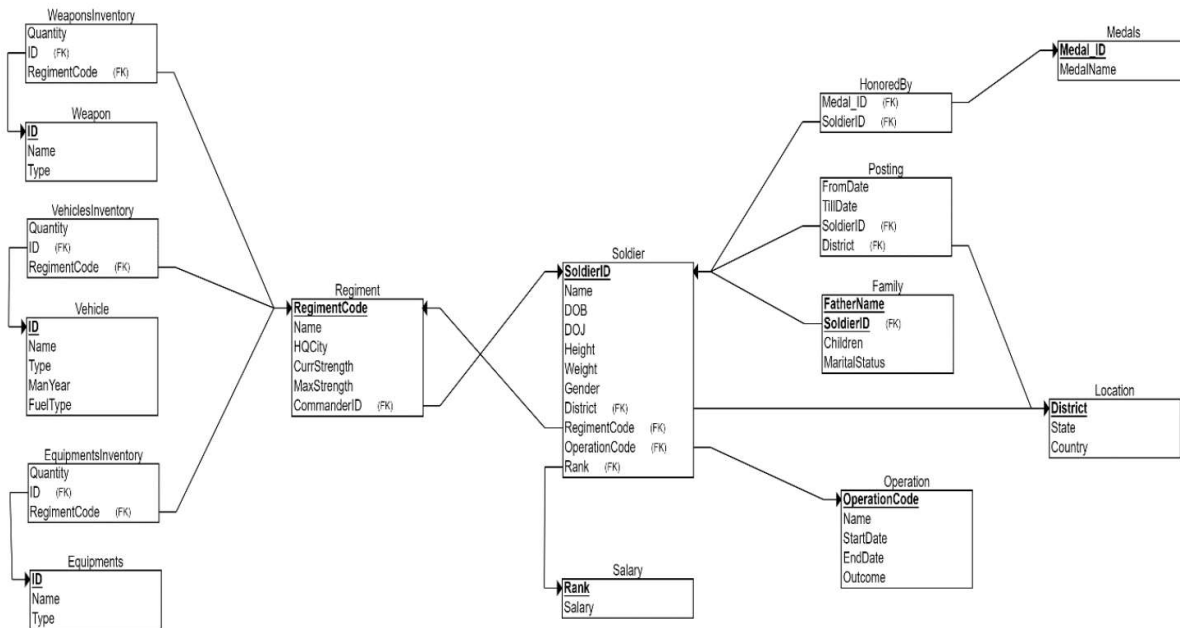 WeaponsInventory
Quantity
ID (FK)
RegimentCode (FK)
Weapon
ID
Name
Type
VehiclesInventory
Quantity
ID (FK)
RegimentCode (FK)
Vehicle
ID
Name
Type
ManYear
FuelType
EquipmentsInventory
Quantity
ID (FK)
RegimentCode (FK)
Equipments
ID
Name
Type
Regiment
RegimentCode
Name
HQCity
CurrStrength
MaxStrength
CommanderID (FK)
Soldier
SoldierID
Name
DOB
DOJ
Height
Weight
Gender
District (FK)
RegimentCode (FK)
OperationCode (FK)
Rank (FK)
Salary
Rank
Salary
HonoredBy
Medal_ID (FK)
SoldierID (FK)
Posting
FromDate
TillDate
SoldierID (FK)
District (FK)
Family
FatherName
SoldierID (FK)
Children
MaritalStatus
Operation
OperationCode
Name
StartDate
EndDate
Outcome
Medals
Medal_ID
MedalName
Location
District
State
Country